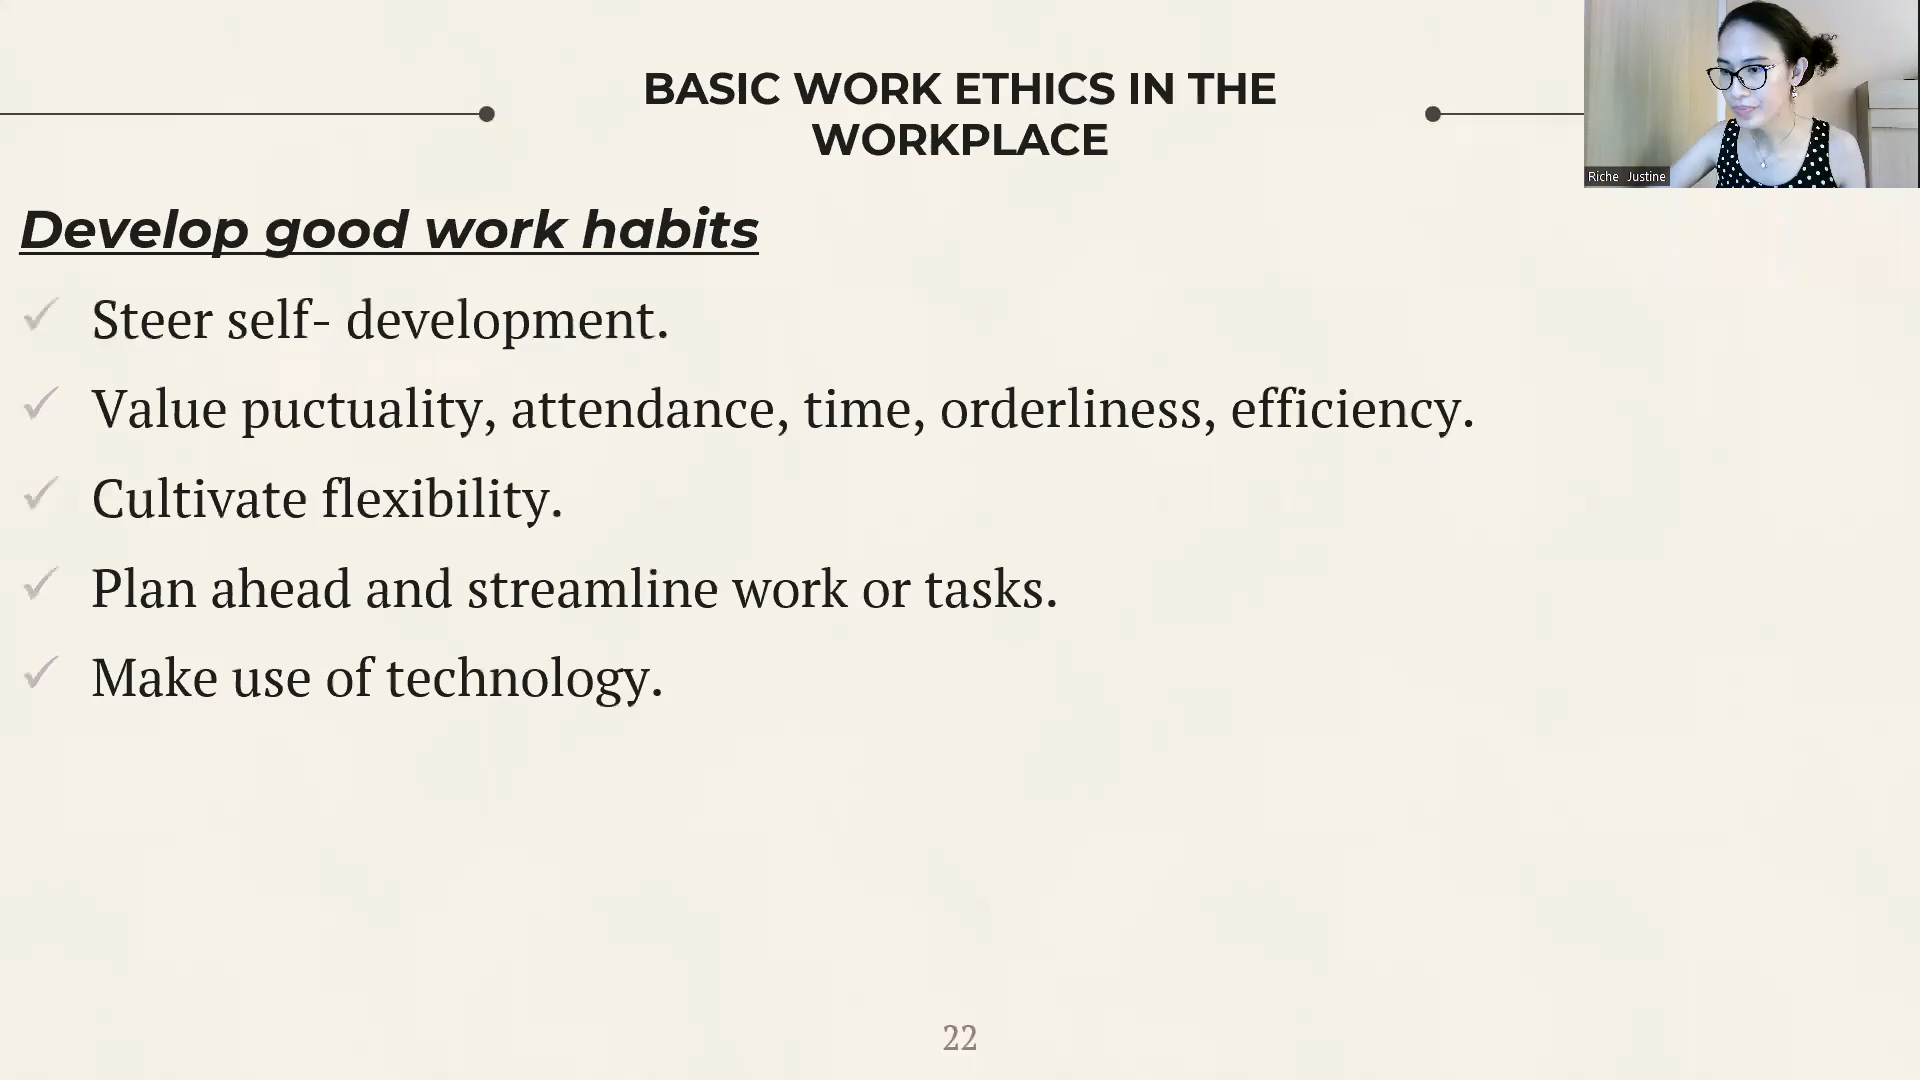 BASIC WORK ETHICS IN THE
WORKPLACE
Riche Justine
Develop good work habits
Steer self- development.
Value puctuality, attendance, time, orderliness, efficiency.
Cultivate flexibility.
Plan ahead and streamline work or tasks.
Make use of technology.
22